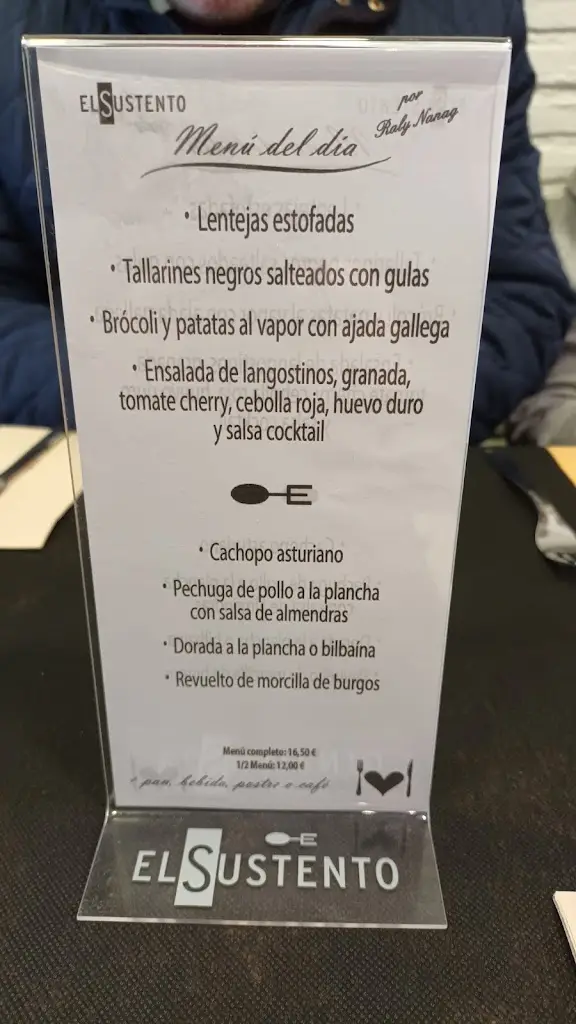 ELSUSTENTO
por
Raly Nanag
Menú del día
• Lentejas estofadas
• Tallarines negros salteados con gulas
• Brócoli y patatas al vapor con ajada gallega
• Ensalada de langostinos, granada,
tomate cherry, cebolla roja, huevo duro
y salsa cocktail
• Cachopo asturiano
• Pechuga de pollo a la plancha
con salsa de almendras
• Dorada a la plancha o bilbaína
• Revuelto de morcilla de burgos
Menú completo: 16,50 €
1/2 Menú: 12,00 €
+ pan, bebida, postre o café
ELSUSTENTO